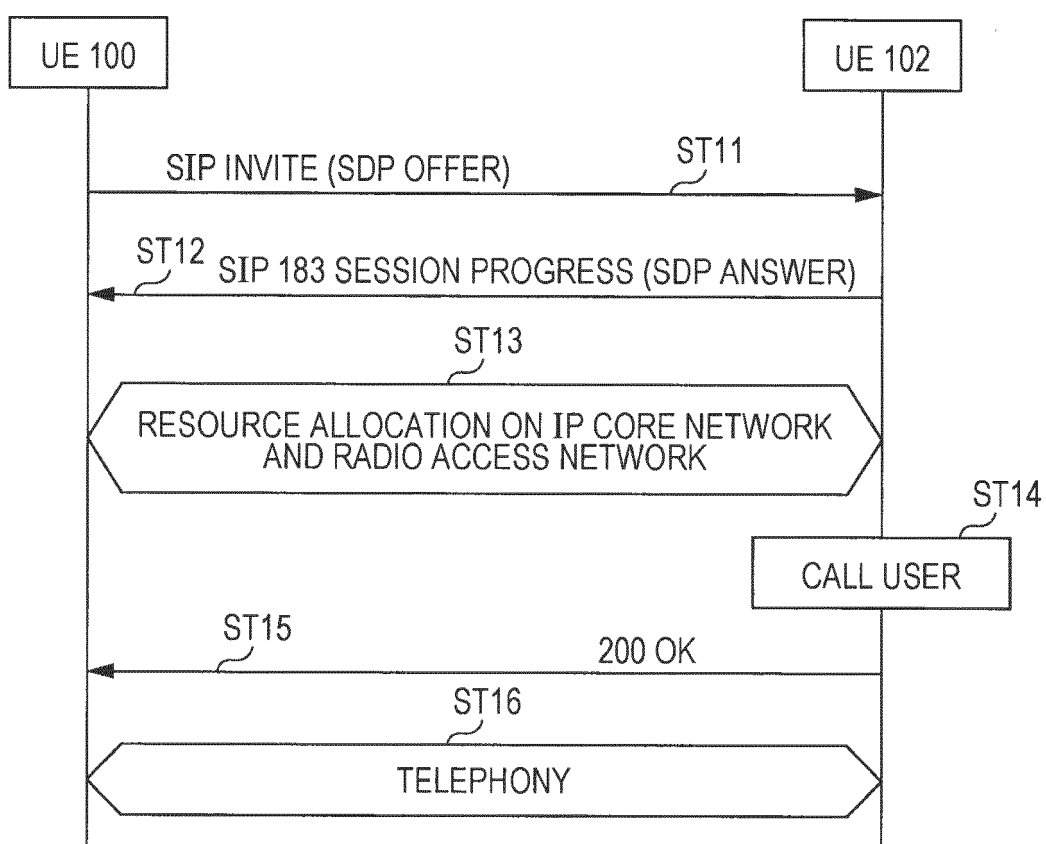 UE 100
UE 102
ST11
SIP INVITE (SDP OFFER)
ST12
SIP 183 SESSION PROGRESS (SDP ANSWER)
ST13
RESOURCE ALLOCATION ON IP CORE NETWORK
AND RADIO ACCESS NETWORK
ST14
CALL USER
ST15
200 OK
ST16
TELEPHONY